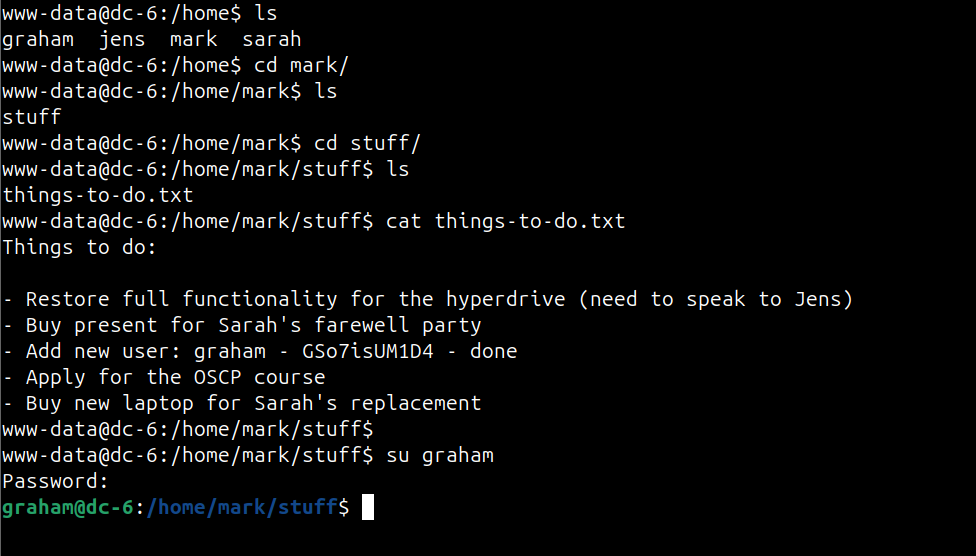 www-data@dc-6:/home$ ls
graham  jens  mark  sarah
www-data@dc-6:/home$ cd mark/
www-data@dc-6:/home/mark$ ls
stuff
www-data@dc-6:/home/mark$ cd stuff/
www-data@dc-6:/home/mark/stuff$ ls
things-to-do.txt
www-data@dc-6:/home/mark/stuff$ cat things-to-do.txt
Things to do:

- Restore full functionality for the hyperdrive (need to speak to Jens)
- Buy present for Sarah's farewell party
- Add new user: graham - GSo7isUM1D4 - done
- Apply for the OSCP course
- Buy new laptop for Sarah's replacement
www-data@dc-6:/home/mark/stuff$
www-data@dc-6:/home/mark/stuff$ su graham
Password:
graham@dc-6:/home/mark/stuff$